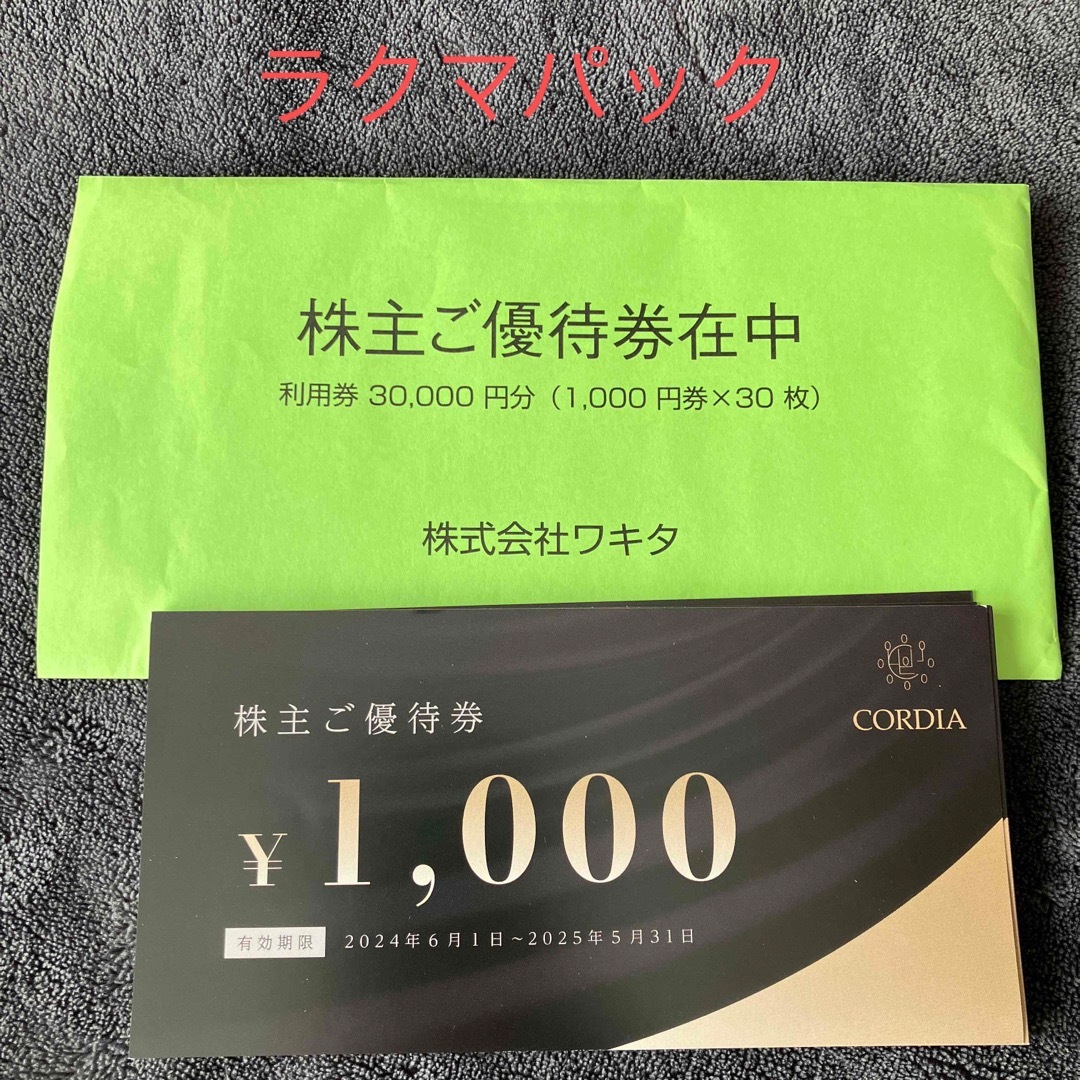 ラクマパック
株主ご優待券在中
利用券 30,000 円分（1,000 円券×30 枚）
株式会社ワキタ
株主ご優待券
CORDIA
¥1,000
有効期限 2024年6月1日~2025年5月31日